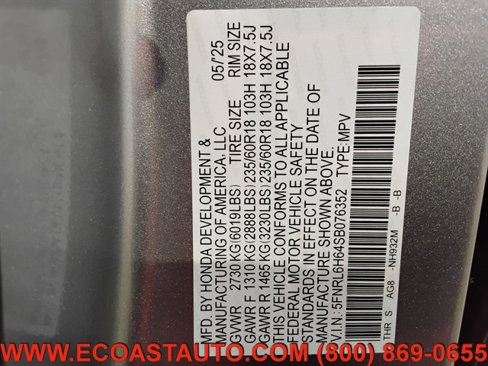 MFD. BY HONDA DEVELOPMENT & 05/'25
MANUFACTURING OF AMERICA, LLC
GVWR 2730 KG(6019LBS) TIRE SIZE RIM SIZE
GAWR F 1310 KG(2888LBS)235/60R18 103H 18X7.5J
GAWR R 1465 KG(3230LBS)235/60R18 103H 18X7.5J
THIS VEHICLE CONFORMS TO ALL APPLICABLE
FEDERAL MOTOR VEHICLE SAFETY
STANDARDS IN EFFECT ON THE DATE OF
MANUFACTURE SHOWN ABOVE.
V.I.N.: 5FNRL6H64SB076352 TYPE:MPV
THR S AG8 -NH932M -B -B
WWW.ECOASTAUTO.COM (800) 869-0655